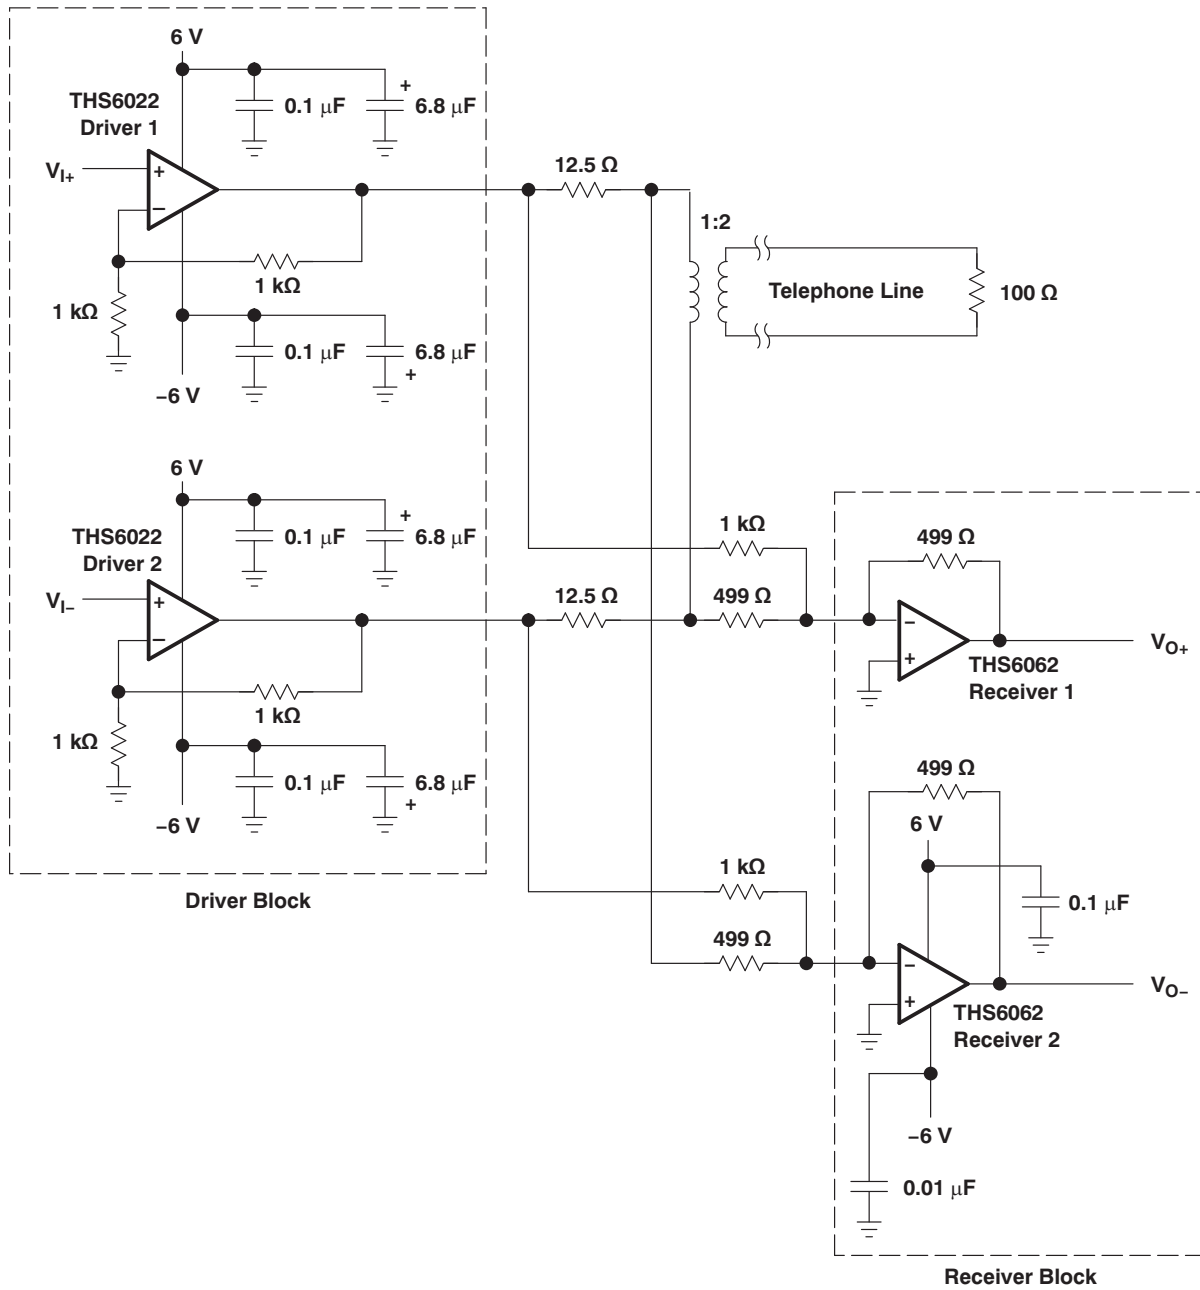 6 V
THS6022
Driver 1
0.1 μF
+
6.8 μF
VI+
+
−
1 kΩ
1 kΩ
0.1 μF
6.8 μF
+
−6 V
12.5 Ω
1:2
Telephone Line
100 Ω
6 V
THS6022
Driver 2
0.1 μF
+
6.8 μF
VI−
+
−
1 kΩ
1 kΩ
0.1 μF
6.8 μF
+
−6 V
Driver Block
12.5 Ω
1 kΩ
499 Ω
499 Ω
−
+
THS6062
Receiver 1
VO+
1 kΩ
499 Ω
499 Ω
6 V
0.1 μF
−
+
THS6062
Receiver 2
VO−
−6 V
0.01 μF
Receiver Block